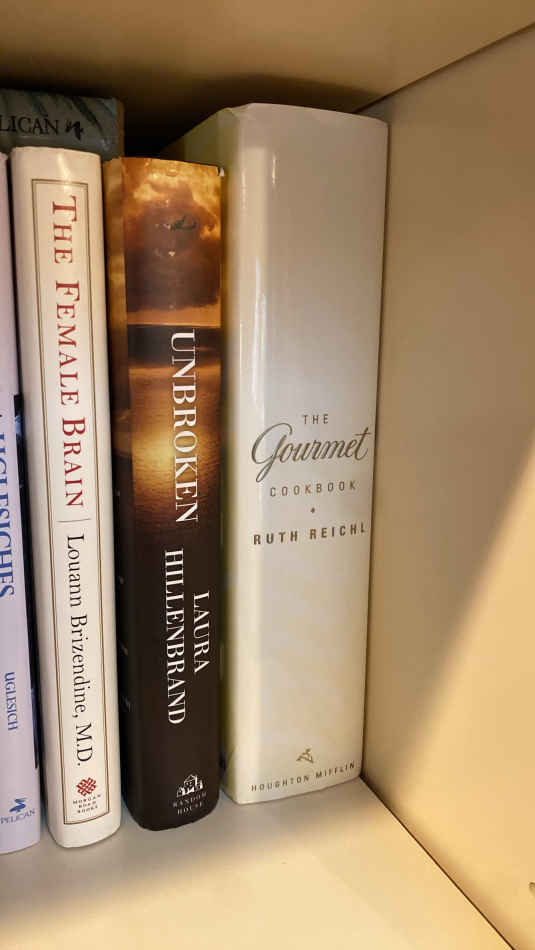 LICAN
UGLESICHES
UGLESICH
PELICAN
THE FEMALE BRAIN
Louann Brizendine, M.D.
MORGAN
ROAD
BOOKS
UNBROKEN
LAURA
HILLENBRAND
RANDOM
HOUSE
THE
Gourmet
COOKBOOK
RUTH REICHL
HOUGHTON MIFFLIN